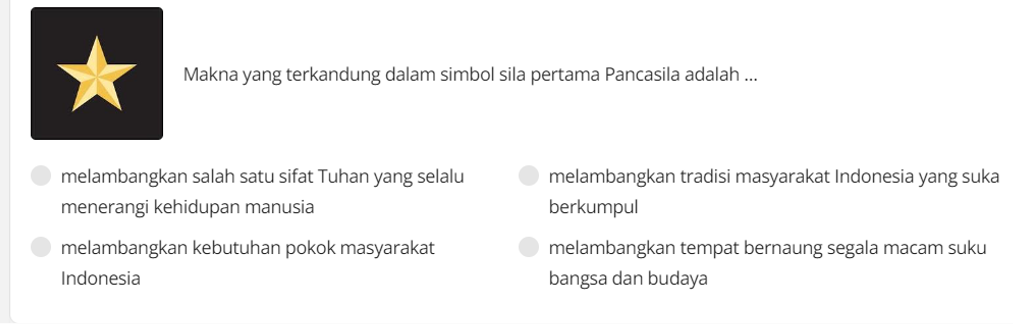 Makna yang terkandung dalam simbol sila pertama Pancasila adalah ...
melambangkan salah satu sifat Tuhan yang selalu
menerangi kehidupan manusia
melambangkan tradisi masyarakat Indonesia yang suka
berkumpul
melambangkan kebutuhan pokok masyarakat
Indonesia
melambangkan tempat bernaung segala macam suku
bangsa dan budaya